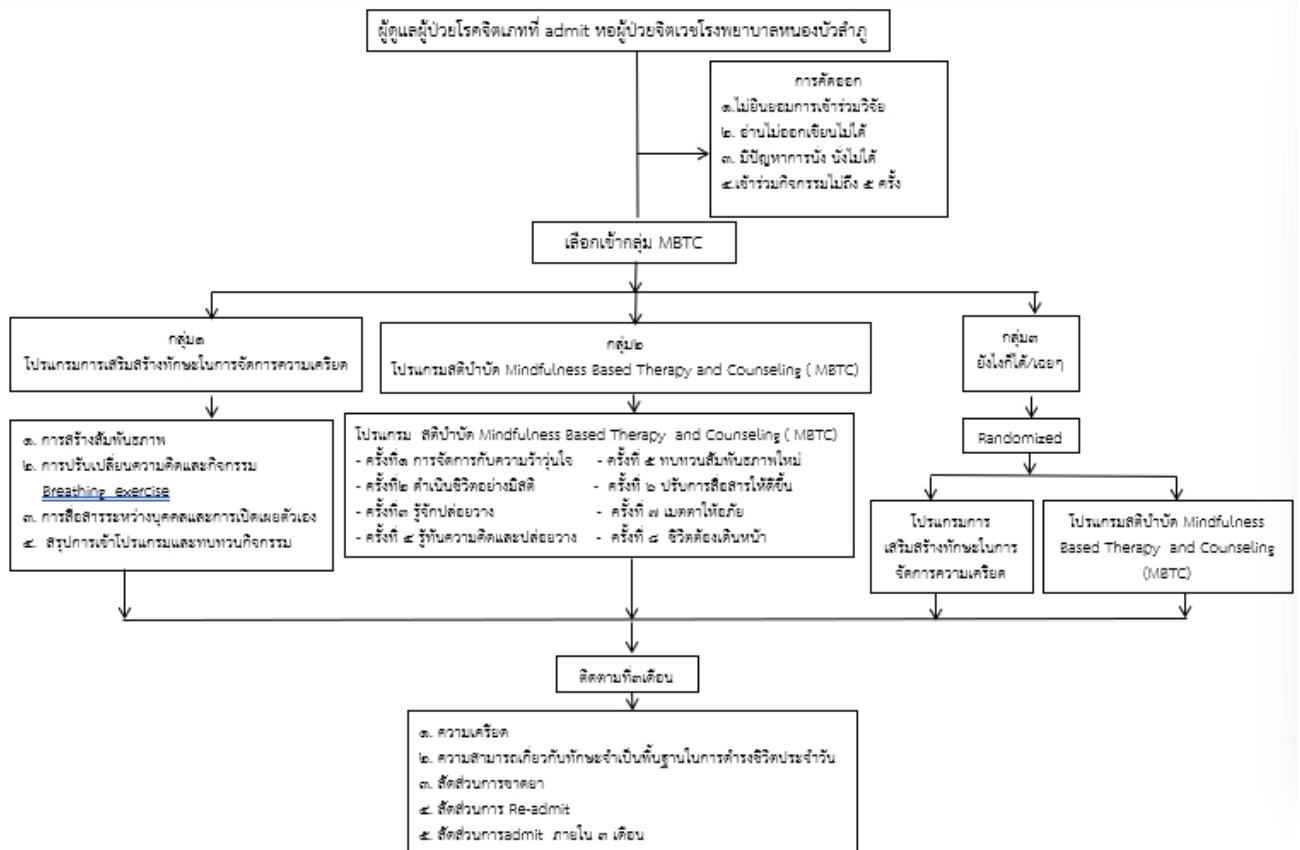 ผู้ดูแลผู้ป่วยโรคจิตเภทที่ admit หอผู้ป่วยจิตเวชโรงพยาบาลหนองบัวลำภู
การคัดออก
๑.ไม่ยินยอมการเข้าร่วมวิจัย
๒. อ่านไม่ออกเขียนไม่ได้
๓. มีปัญหาการนั่ง นั่งไม่ได้
๔.เข้าร่วมกิจกรรมไม่ถึง ๕ ครั้ง
เลือกเข้ากลุ่ม MBTC
กลุ่ม๑
โปรแกรมการเสริมสร้างทักษะในการจัดการความเครียด
กลุ่ม๒
โปรแกรมสติบำบัด Mindfulness Based Therapy and Counseling ( MBTC)
กลุ่ม๓
ยังไงก็ได้/เฉยๆ
๑. การสร้างสัมพันธภาพ
๒. การปรับเปลี่ยนความคิดและกิจกรรม
Breathing exercise
๓. การสื่อสารระหว่างบุคคลและการเปิดเผยตัวเอง
๔. สรุปการเข้าโปรแกรมและทบทวนกิจกรรม
โปรแกรม สติบำบัด Mindfulness Based Therapy and Counseling ( MBTC)
- ครั้งที่๑ การจัดการกับความว้าวุ่นใจ - ครั้งที่ ๕ ทบทวนสัมพันธภาพใหม่
- ครั้งที่๒ ดำเนินชีวิตอย่างมีสติ - ครั้งที่ ๖ ปรับการสื่อสารให้ดีขึ้น
- ครั้งที่๓ รู้จักปล่อยวาง - ครั้งที่ ๗ เมตตาให้อภัย
- ครั้งที่ ๔ รู้ทันความคิดและปล่อยวาง - ครั้งที่ ๘ ชีวิตต้องเดินหน้า
Randomized
โปรแกรมการ
เสริมสร้างทักษะในการ
จัดการความเครียด
โปรแกรมสติบำบัด Mindfulness
Based Therapy and Counseling
(MBTC)
ติดตามที่๓เดือน
๑. ความเครียด
๒. ความสามารถเกี่ยวกับทักษะจำเป็นพื้นฐานในการดำรงชีวิตประจำวัน
๓. สัดส่วนการขาดยา
๔. สัดส่วนการ Re-admit
๕. สัดส่วนการadmit ภายใน ๓ เดือน